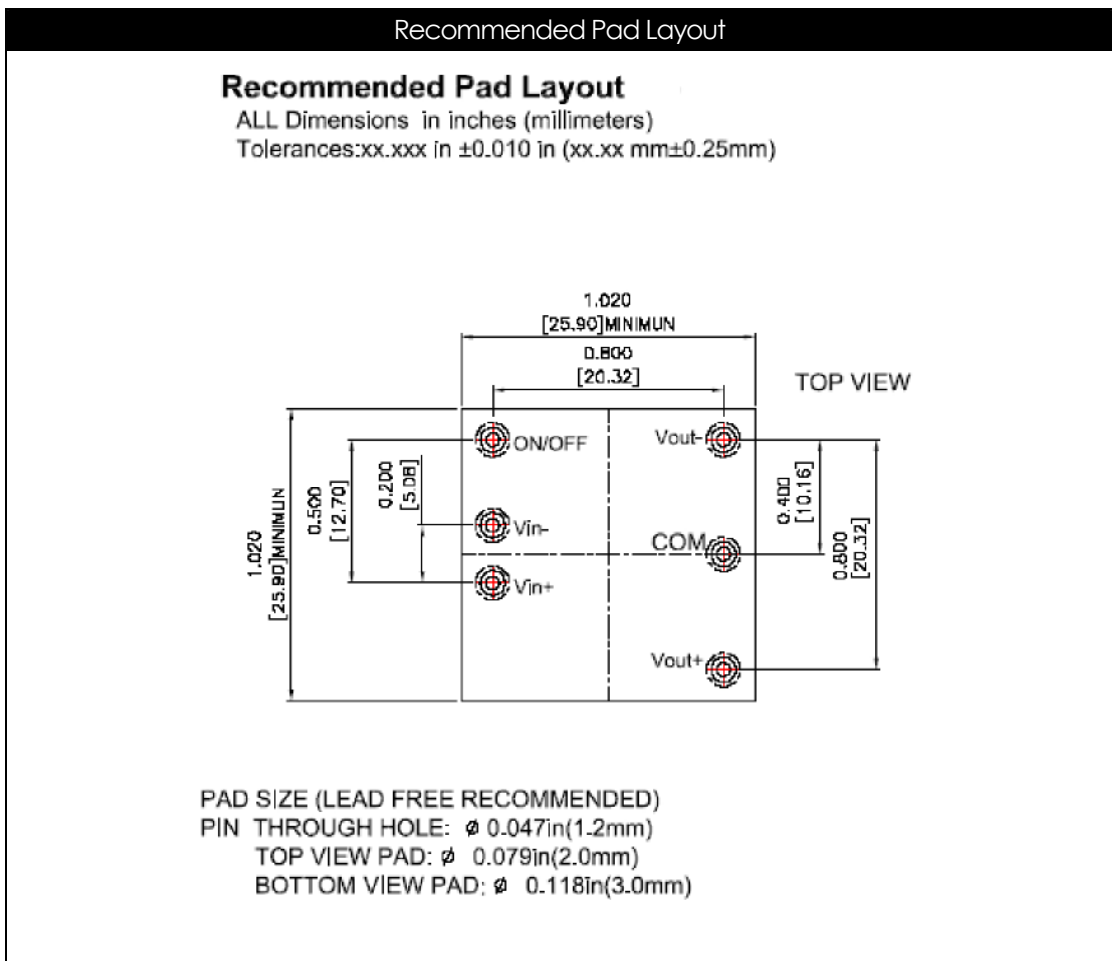 Recommended Pad Layout
Recommended Pad Layout
ALL Dimensions in inches (millimeters)
Tolerances:xx.xxx in ±0.010 in (xx.xx mm±0.25mm)
1.020
[25.90]MINIMUN
0.800
[20.32]
TOP VIEW
ON/OFF
Vout-
0.200
[5.08]
0.500
[12.70]
1.020
[25.90]MINIMUN
Vin-
COM
0.400
[10.16]
0.800
[20.32]
Vin+
Vout+
PAD SIZE (LEAD FREE RECOMMENDED)
PIN THROUGH HOLE: ø 0.047in(1.2mm)
TOP VIEW PAD: ø 0.079in(2.0mm)
BOTTOM VIEW PAD: ø 0.118in(3.0mm)